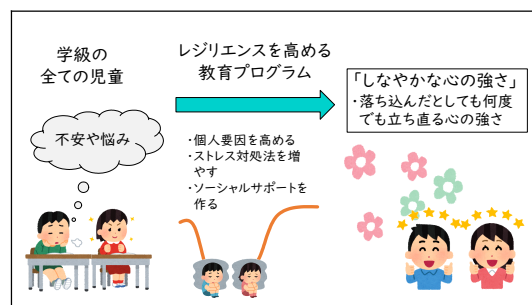 学級の
全ての児童
不安や悩み
レジリエンスを高める
教育プログラム
・個人要因を高める
・ストレス対処法を増
やす
・ソーシャルサポートを
作る
「しなやかな心の強さ」
・落ち込んだとしても何度
でも立ち直る心の強さ